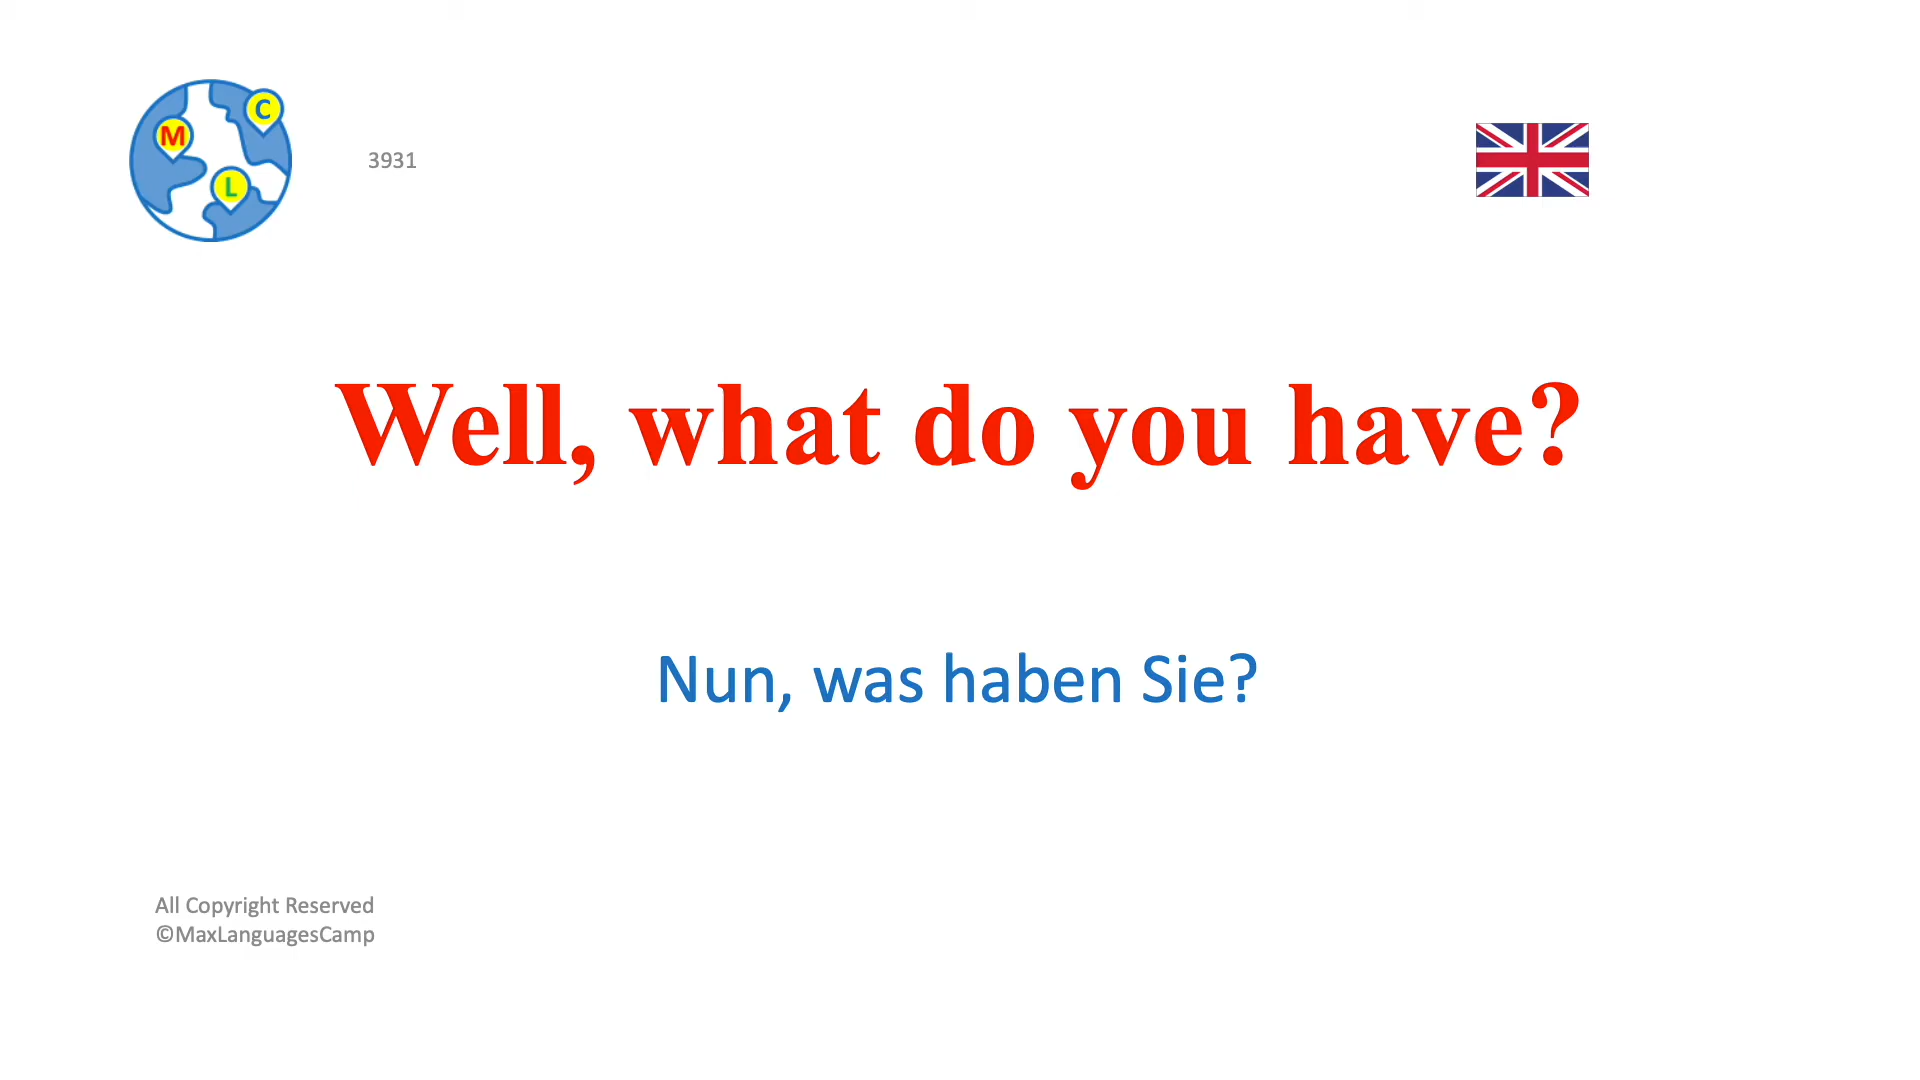 C
M
3931
L
Well, what do you have?
Nun, was haben Sie?
All Copyright Reserved
©MaxLanguagesCamp